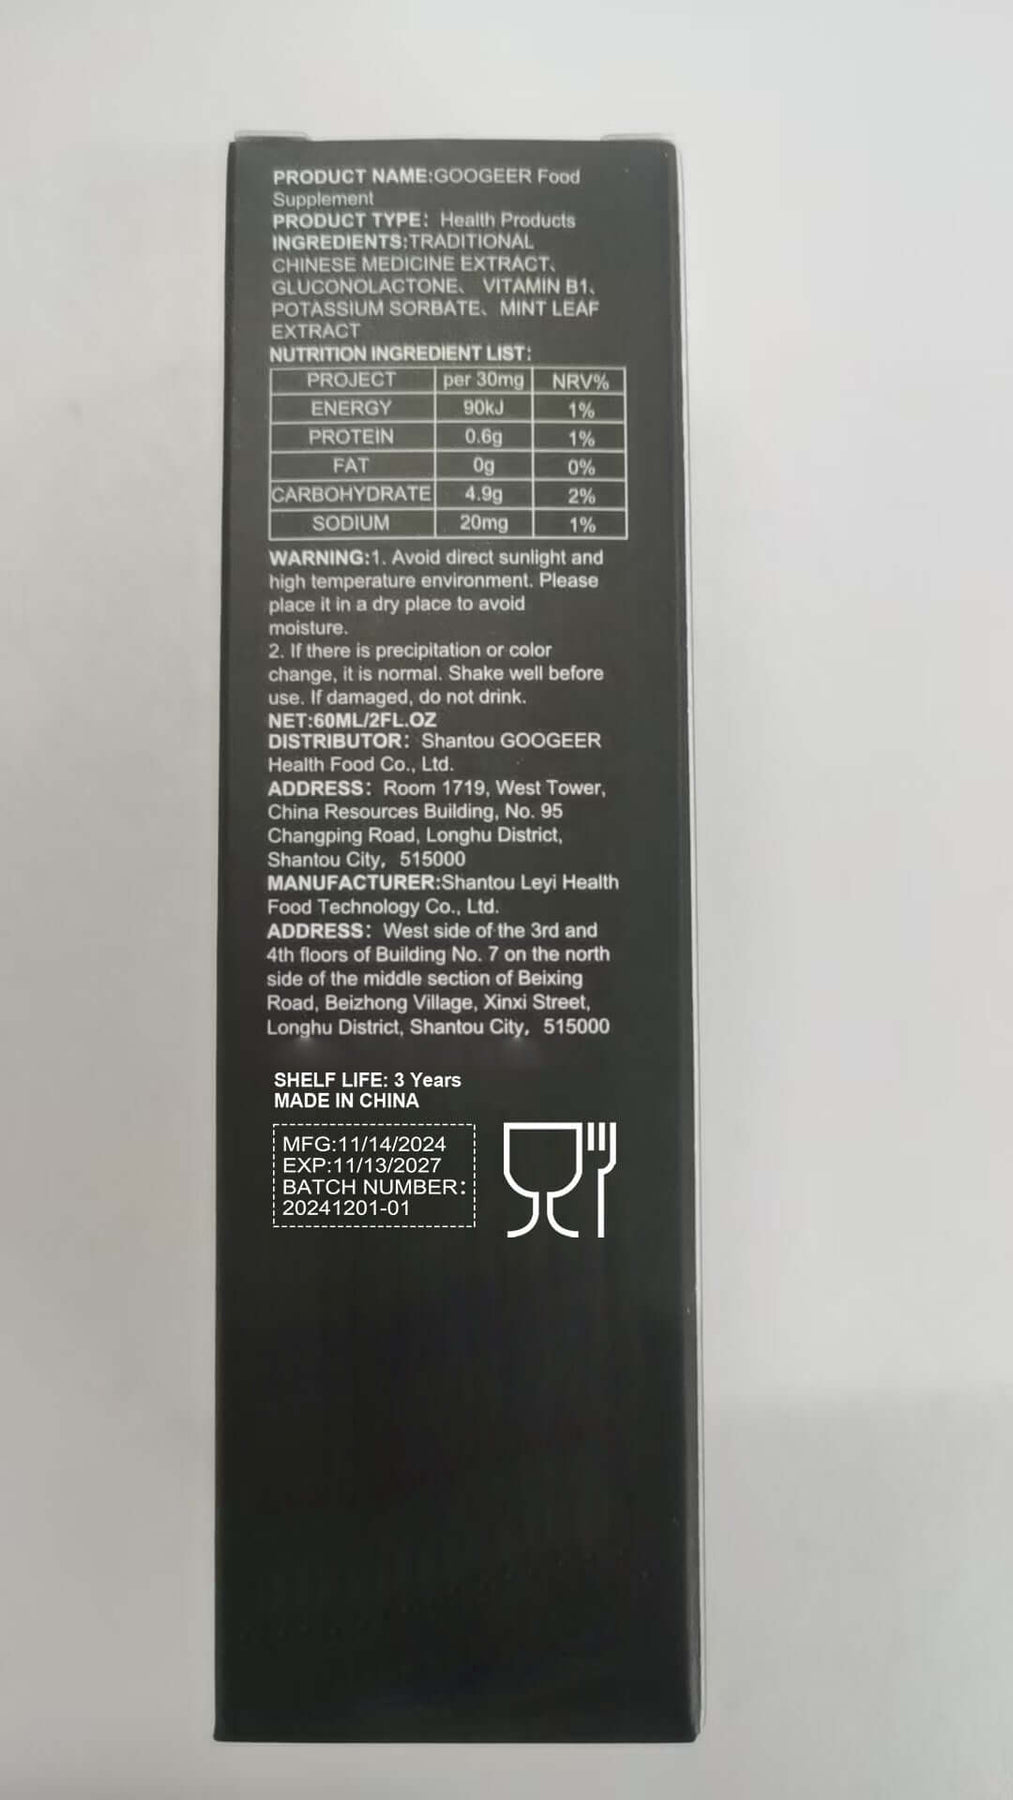 PRODUCT NAME:GOOGEER Food
Supplement
PRODUCT TYPE: Health Products
INGREDIENTS:TRADITIONAL
CHINESE MEDICINE EXTRACT、
GLUCONOLACTONE、 VITAMIN B1、
POTASSIUM SORBATE、MINT LEAF
EXTRACT
NUTRITION INGREDIENT LIST:
PROJECT per 30mg NRV%
ENERGY 90kJ 1%
PROTEIN 0.6g 1%
FAT 0g 0%
CARBOHYDRATE 4.9g 2%
SODIUM 20mg 1%
WARNING:1. Avoid direct sunlight and
high temperature environment. Please
place it in a dry place to avoid
moisture.
2. If there is precipitation or color
change, it is normal. Shake well before
use. If damaged, do not drink.
NET:60ML/2FL.OZ
DISTRIBUTOR: Shantou GOOGEER
Health Food Co., Ltd.
ADDRESS: Room 1719, West Tower,
China Resources Building, No. 95
Changping Road, Longhu District,
Shantou City, 515000
MANUFACTURER:Shantou Leyi Health
Food Technology Co., Ltd.
ADDRESS: West side of the 3rd and
4th floors of Building No. 7 on the north
side of the middle section of Beixing
Road, Beizhong Village, Xinxi Street,
Longhu District, Shantou City, 515000
SHELF LIFE: 3 Years
MADE IN CHINA
MFG:11/14/2024
EXP:11/13/2027
BATCH NUMBER:
20241201-01